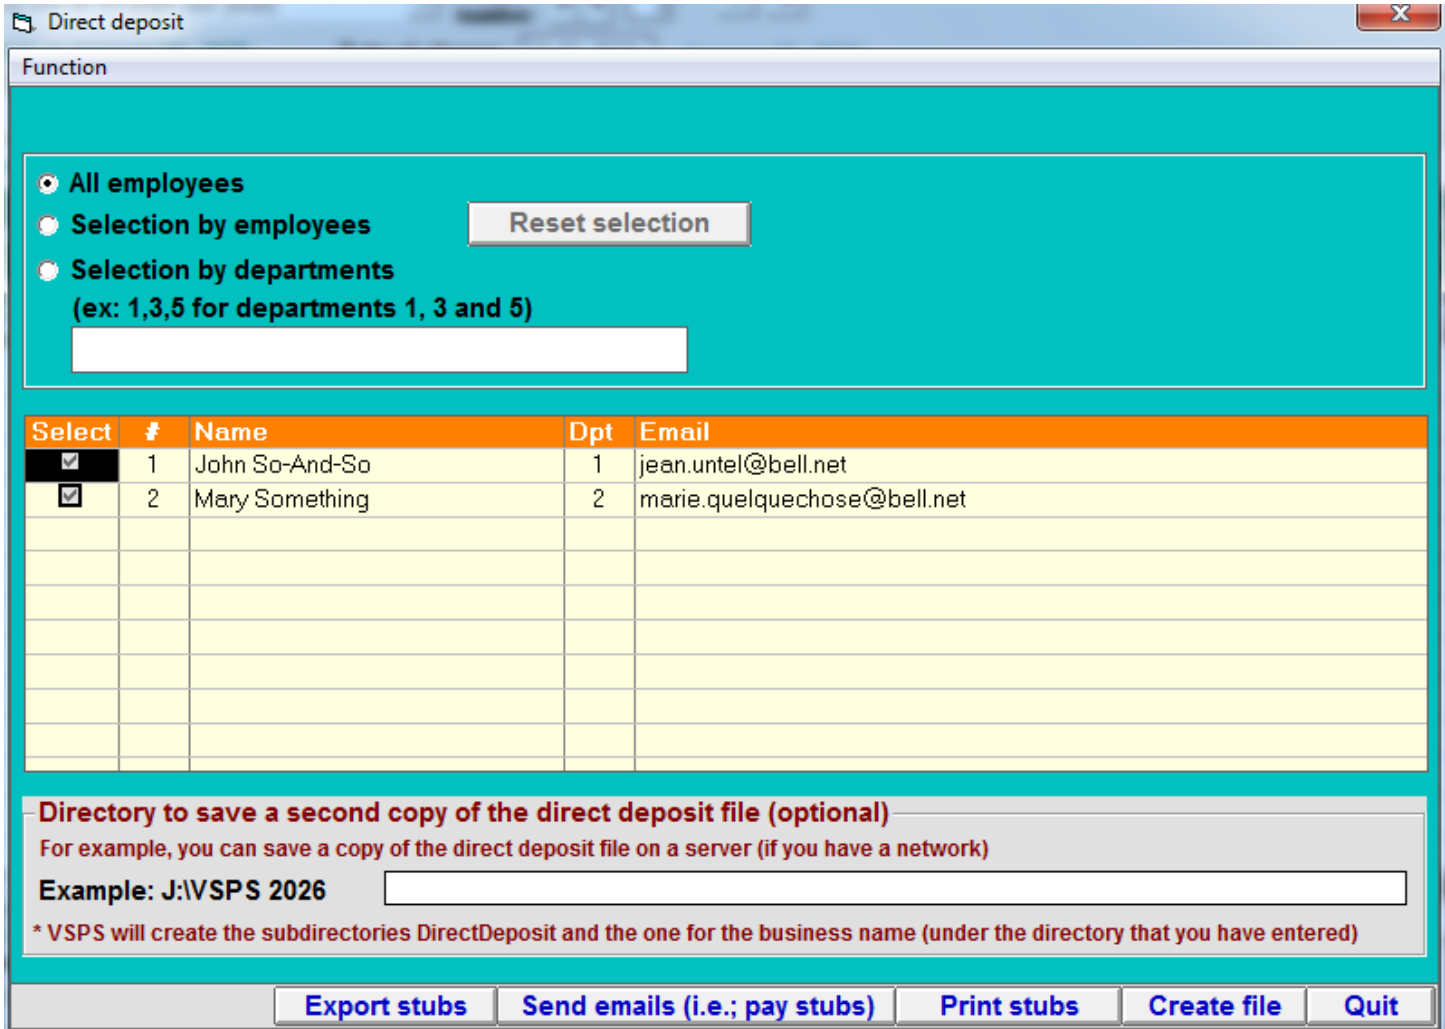 number
Direct deposit
Function
All employees
Selection by employees
Reset selection
Selection by departments
(ex: 1,3,5 for departments 1, 3 and 5)
Select # Name Dpt Email
1 John So-And-So 1 jean.untel@bell.net
2 Mary Something 2 marie.quelquechose@bell.net
Directory to save a second copy of the direct deposit file (optional)
For example, you can save a copy of the direct deposit file on a server (if you have a network)
Example: J:\VSPS 2026
* VSPS will create the subdirectories DirectDeposit and the one for the business name (under the directory that you have entered)
Export stubs Send emails (i.e.; pay stubs) Print stubs Create file Quit